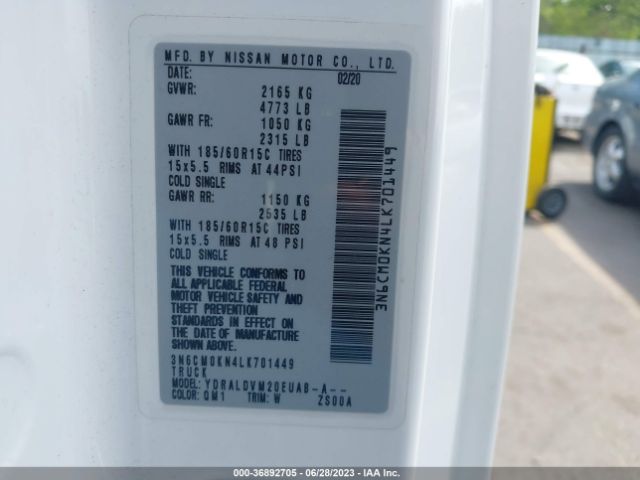 MFD. BY NISSAN MOTOR CO., LTD.
DATE: 02/20
GVWR: 2165 KG
4773 LB
GAWR FR: 1050 KG
2315 LB
WITH 185/60R15C TIRES
15x5.5 RIMS AT 44PSI
COLD SINGLE
GAWR RR: 1150 KG
2535 LB
WITH 185/60R15C TIRES
15x5.5 RIMS AT 48 PSI
COLD SINGLE
THIS VEHICLE CONFORMS TO
ALL APPLICABLE FEDERAL
MOTOR VEHICLE SAFETY AND
THEFT PREVENTION
STANDARDS IN EFFECT ON
THE DATE OF MANUFACTURE
SHOWN ABOVE.
3N6CM0KN4LK701449
TRUCK
MODEL: YDRALDVM20EUAB-A--
COLOR: QM1 TRIM: W ZS00A
3N6CM0KN4LK701449
000-36892705 - 06/28/2023 - IAA Inc.